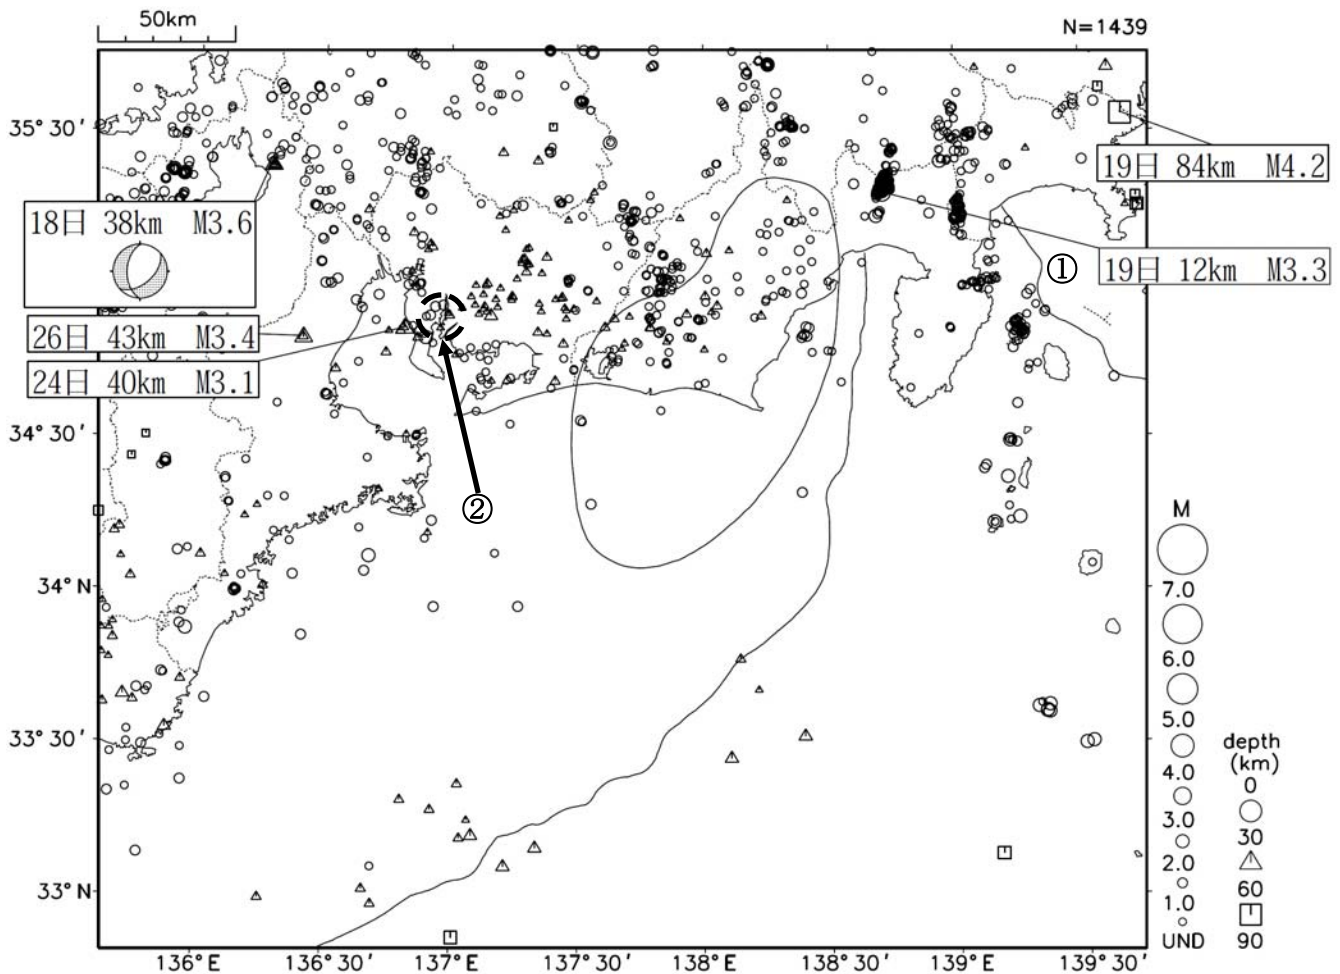 50km
N=1439
35°30′
19日 84km M4.2
18日 38km M3.6
①
19日 12km M3.3
26日 43km M3.4
24日 40km M3.1
34°30′
②
M
34°N
7.0
6.0
33°30′
5.0
depth
(km)
4.0
0
3.0
30
2.0
33°N
60
1.0
UND
90
136°E
136°30′
137°E
137°30′
138°E
138°30′
139°E
139°30′